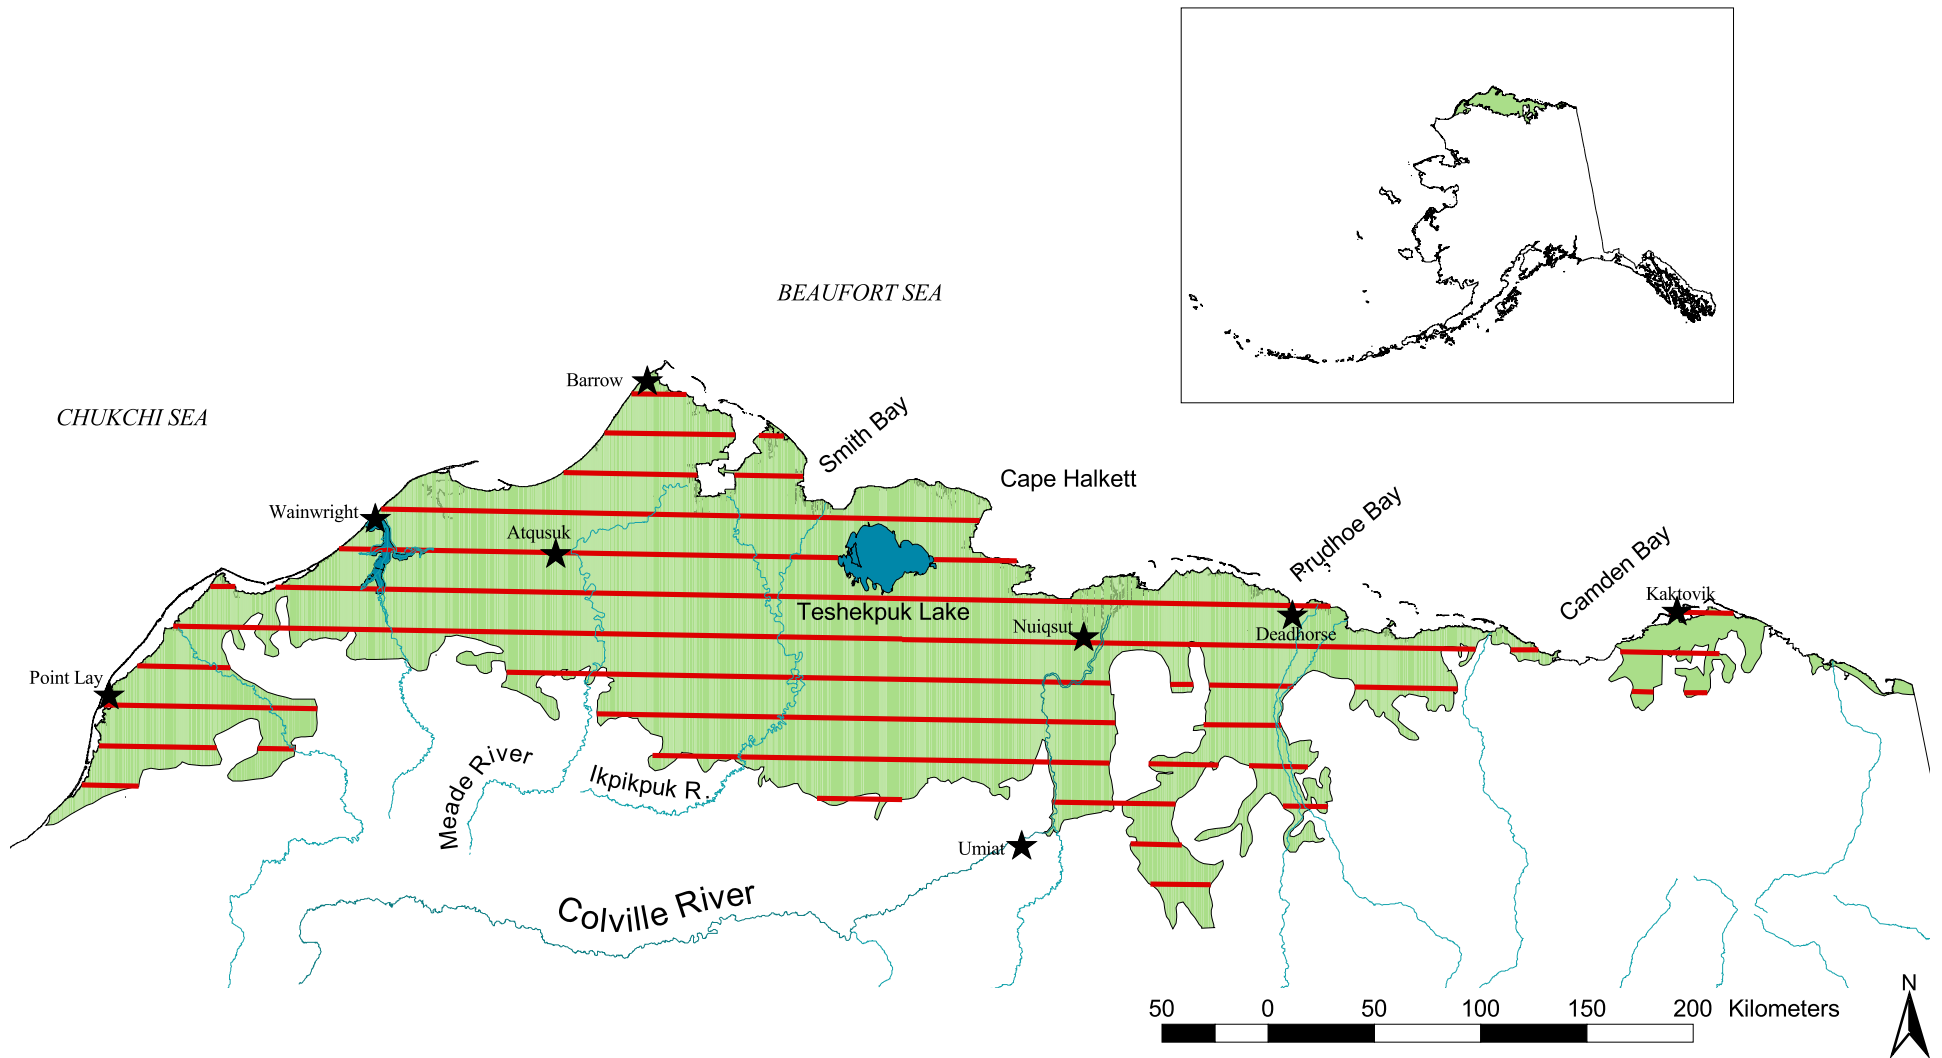 BEAUFORT SEA
Barrow
CHUKCHI SEA
Smith Bay
Cape Halkett
Wainwright
Atqusuk
Prudhoe Bay
Camden Bay
Kaktovik
Teshekpuk Lake
Nuiqsut
Deadhorse
Point Lay
Meade River
Ikpikpuk R.
Umiat
Colville River
N
50 0 50 100 150 200 Kilometers